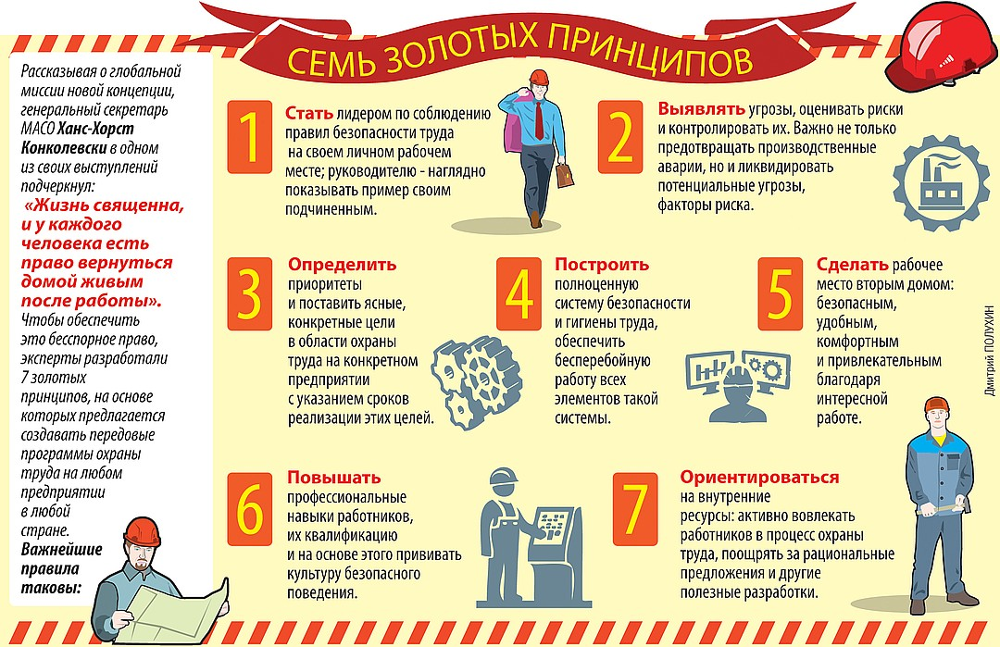 СЕМЬ ЗОЛОТЫХ ПРИНЦИПОВ
Рассказывая о глобальной
миссии новой концепции,
генеральный секретарь
МАСО Ханс-Хорст
Конколевски в одном
из своих выступлений
подчеркнул:
«Жизнь священна,
и у каждого
человека есть
право вернуться
домой живым
после работы».
Чтобы обеспечить
это бесспорное право,
эксперты разработали
7 золотых
принципов, на основе
которых предлагается
создавать передовые
программы охраны
труда на любом
предприятии
в любой
стране.
Важнейшие
правила
таковы:
1
Стать лидером по соблюдению
правил безопасности труда
на своем личном рабочем
месте; руководителю - наглядно
показывать пример своим
подчиненным.
2
Выявлять угрозы, оценивать риски
и контролировать их. Важно не только
предотвращать производственные
аварии, но и ликвидировать
потенциальные угрозы,
факторы риска.
3
Определить
приоритеты
и поставить ясные,
конкретные цели
в области охраны
труда на конкретном
предприятии
с указанием сроков
реализации этих целей.
4
Построить
полноценную
систему безопасности
и гигиены труда,
обеспечить
бесперебойную
работу всех
элементов такой
системы.
5
Сделать рабочее
место вторым домом:
безопасным,
удобным,
комфортным
и привлекательным
благодаря
интересной
работе.
6
Повышать
профессиональные
навыки работников,
их квалификацию
и на основе этого прививать
культуру безопасного
поведения.
7
Ориентироваться
на внутренние
ресурсы: активно вовлекать
работников в процесс охраны
труда, поощрять за рациональные
предложения и другие
полезные разработки.
Дмитрий ПОЛУХИН